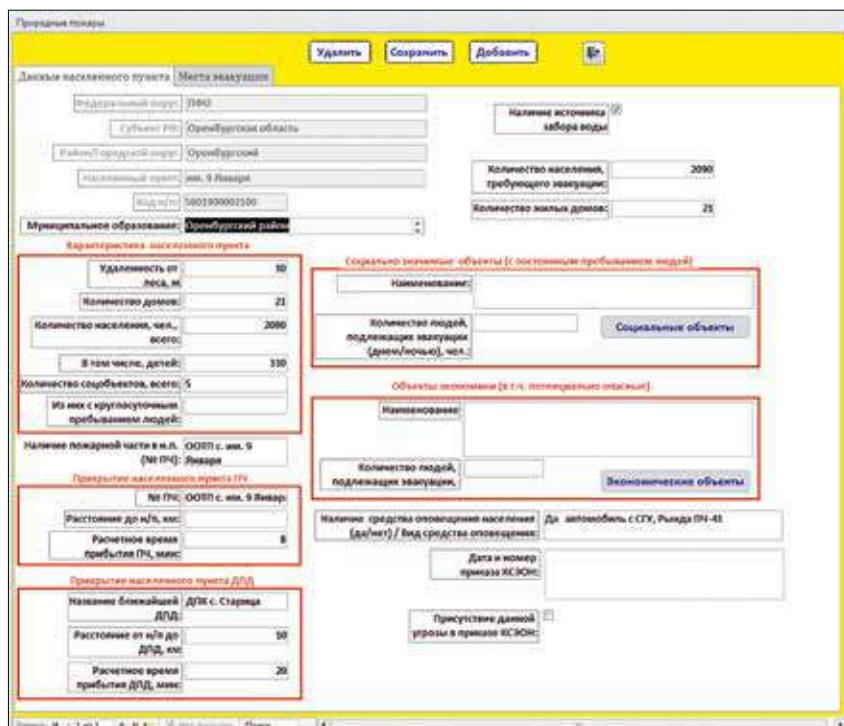 Природные пожары
Удалить Сохранить Добавить
Данные населенного пункта Места эвакуации
Федеральный округ: ПФО
Субъект РФ: Оренбургская область
Район/Городской округ: Оренбургский
Населенный пункт: им. 9 Января
Код н/п:
Муниципальное образование: Оренбургский район
Наличие источника
забора воды
Количество населения, 2090
требующего эвакуации:
Количество жилых домов: 21
Характеристика населенного пункта
Удаленность от 30
леса, м
Количество домов: 21
Количество населения, чел., 2090
всего:
В том числе, детей: 330
Количество соцобъектов, всего: 5
Из них с круглосуточным
пребыванием людей:
Наличие пожарной части в н.п. ООТП с. им. 9
(№ ПЧ): Января
Прикрытие населенного пункта ПЧ
№ ПЧ: ООТП с. им. 9 Январ
Расстояние до н/п, км:
Расчетное время 8
прибытия ПЧ, мин:
Прикрытие населенного пункта ДПД
Название ближайшей ДПК с. Старица
ДПД:
Расстояние от н/п до 10
ДПД, км
Расчетное время 20
прибытия ДПД, мин:
Социально значимые объекты (с постоянным пребыванием людей)
Наименование:
Количество людей,
подлежащих эвакуации
(днем/ночью), чел.:
Социальные объекты
Объекты экономики (в т.ч. потенциально опасные)
Наименование
Количество людей,
подлежащих эвакуации,
Экономические объекты
Наличие средства оповещения населения Да автомобиль с СГУ, Рында ПЧ-41
(да/нет) / Вид средства оповещения:
Дата и номер
приказа КСЭОН:
Присутствие данной
угрозы в приказе КСЭОН: